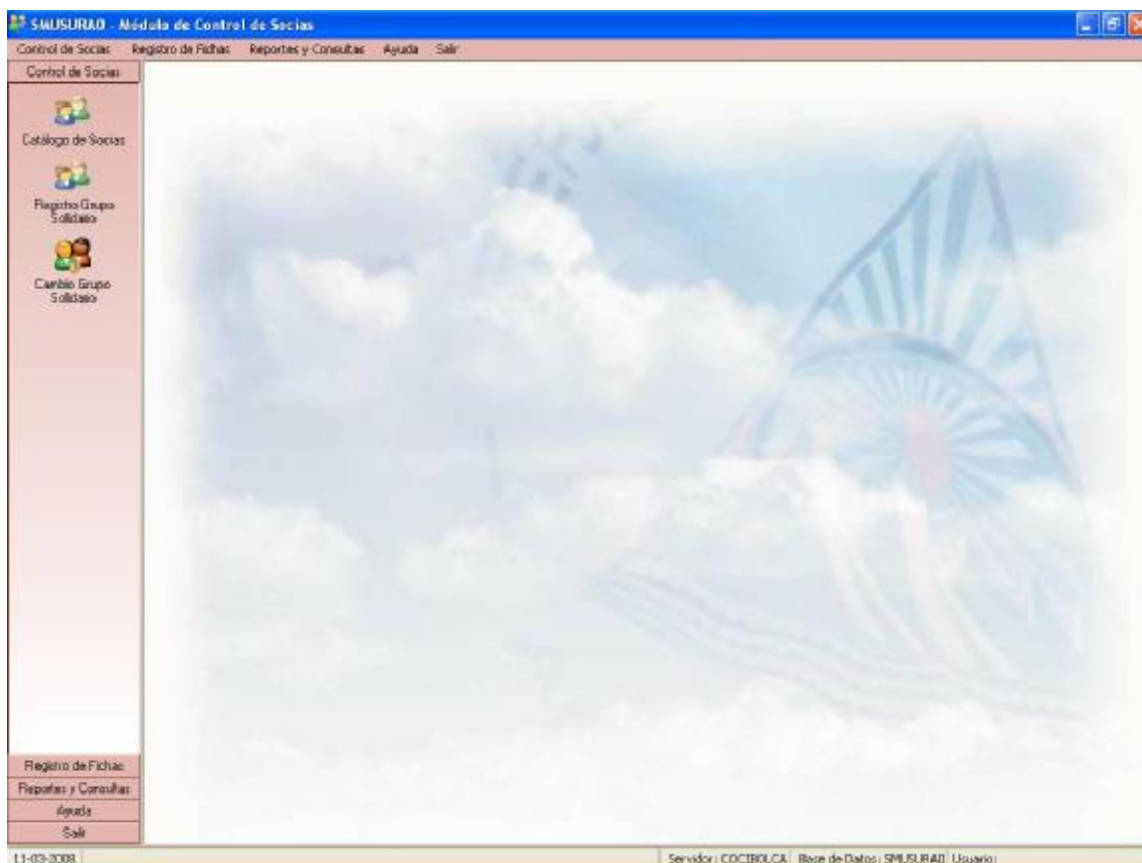 SMUSURA0 - Módulo de Control de Socias
Control de Socias Registro de Fichas Reportes y Consultas Ayuda Salir
Control de Socias
Catálogo de Socias
Registro Grupo
Solidario
Cambio Grupo
Solidario
Registro de Fichas
Reportes y Consultas
Ayuda
Salir
11-03-2008 Servidor: COCIBOLCA Base de Datos: SMUSURA0 Usuario: